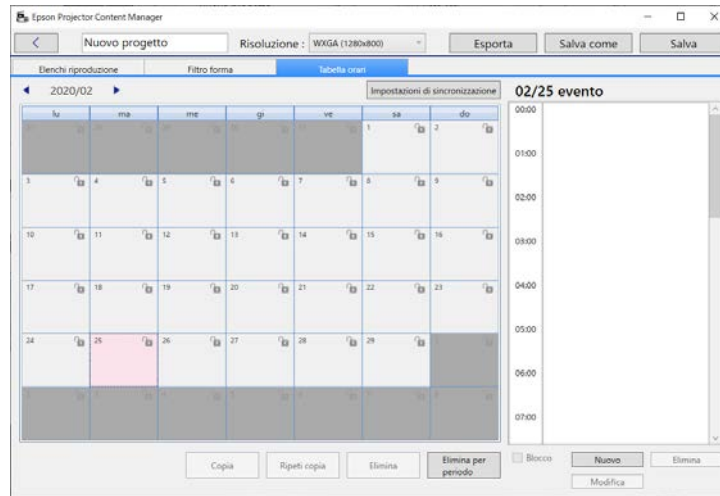 Epson Projector Content Manager
Nuovo progetto Risoluzione : WXGA (1280x800) Esporta Salva come Salva
Elenchi riproduzione Filtro forma Tabella orari
2020/02 Impostazioni di sincronizzazione 02/25 evento
lu ma me gi ve sa do
1 2
3 4 5 6 7 8 9
10 11 12 13 14 15 16
17 18 19 20 21 22 23
24 25 26 27 28 29
00:00
01:00
02:00
03:00
04:00
05:00
06:00
07:00
Copia Ripeti copia Elimina Elimina per
periodo
Blocco Nuovo Elimina
Modifica